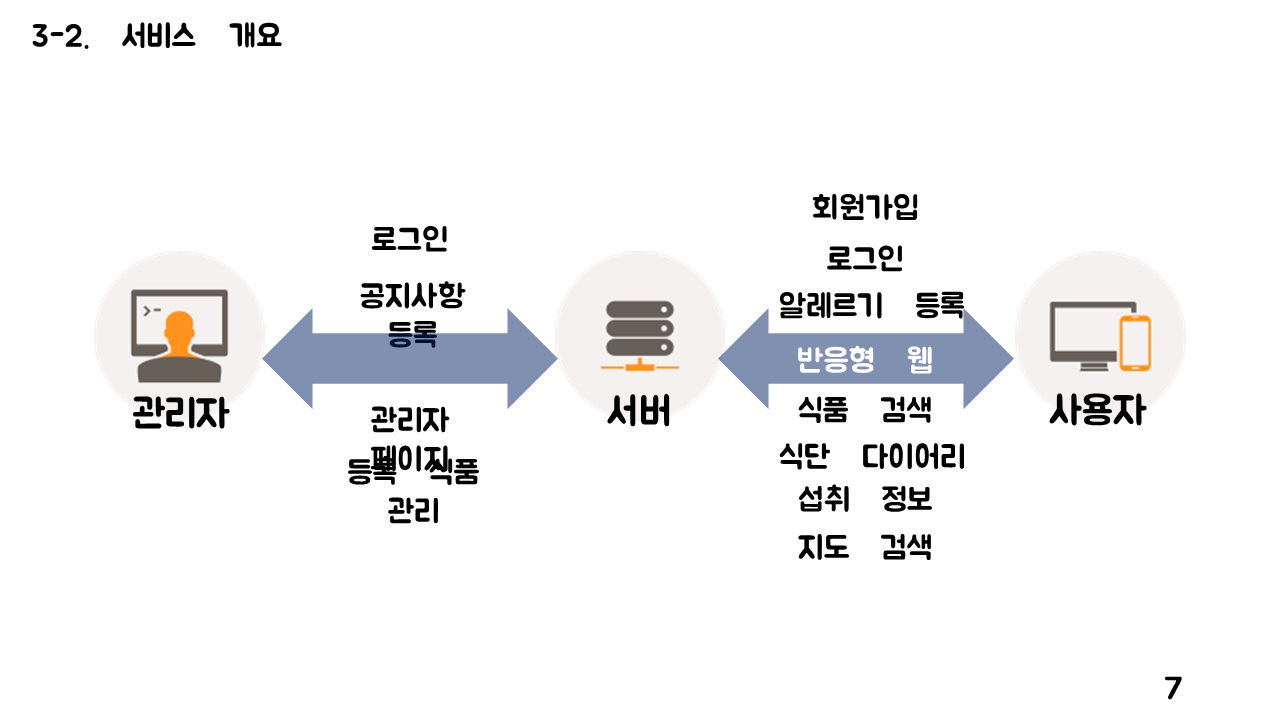 3-2. 서비스 개요
로그인
공지사항
등록
관리자
페이지
등록 식품
관리
관리자
서버
회원가입
로그인
알레르기 등록
반응형 웹
식품 검색
식단 다이어리
섭취 정보
지도 검색
사용자
7